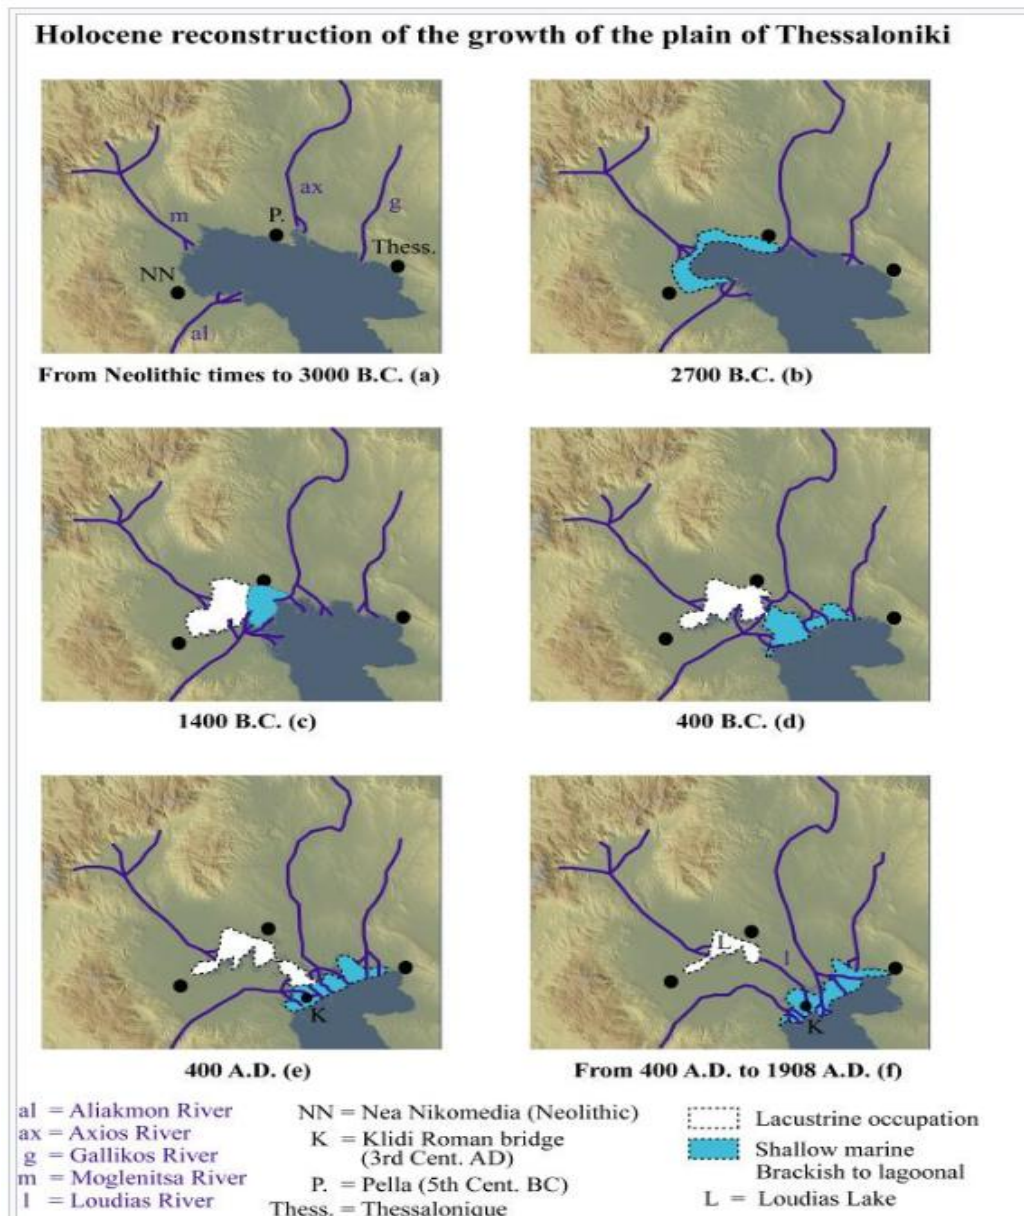 Holocene reconstruction of the growth of the plain of Thessaloniki
ax
g
P.
m
Thess.
NN
al
From Neolithic times to 3000 B.C. (a)
2700 B.C. (b)
1400 B.C. (c)
400 B.C. (d)
K
400 A.D. (e)
L
l
K
From 400 A.D. to 1908 A.D. (f)
al = Aliakmon River
ax = Axios River
g = Gallikos River
m = Moglenitsa River
l = Loudias River
NN = Nea Nikomedia (Neolithic)
K = Klidi Roman bridge
(3rd Cent. AD)
P. = Pella (5th Cent. BC)
Thess. = Thessalonique
Lacustrine occupation
Shallow marine
Brackish to lagoonal
L = Loudias Lake